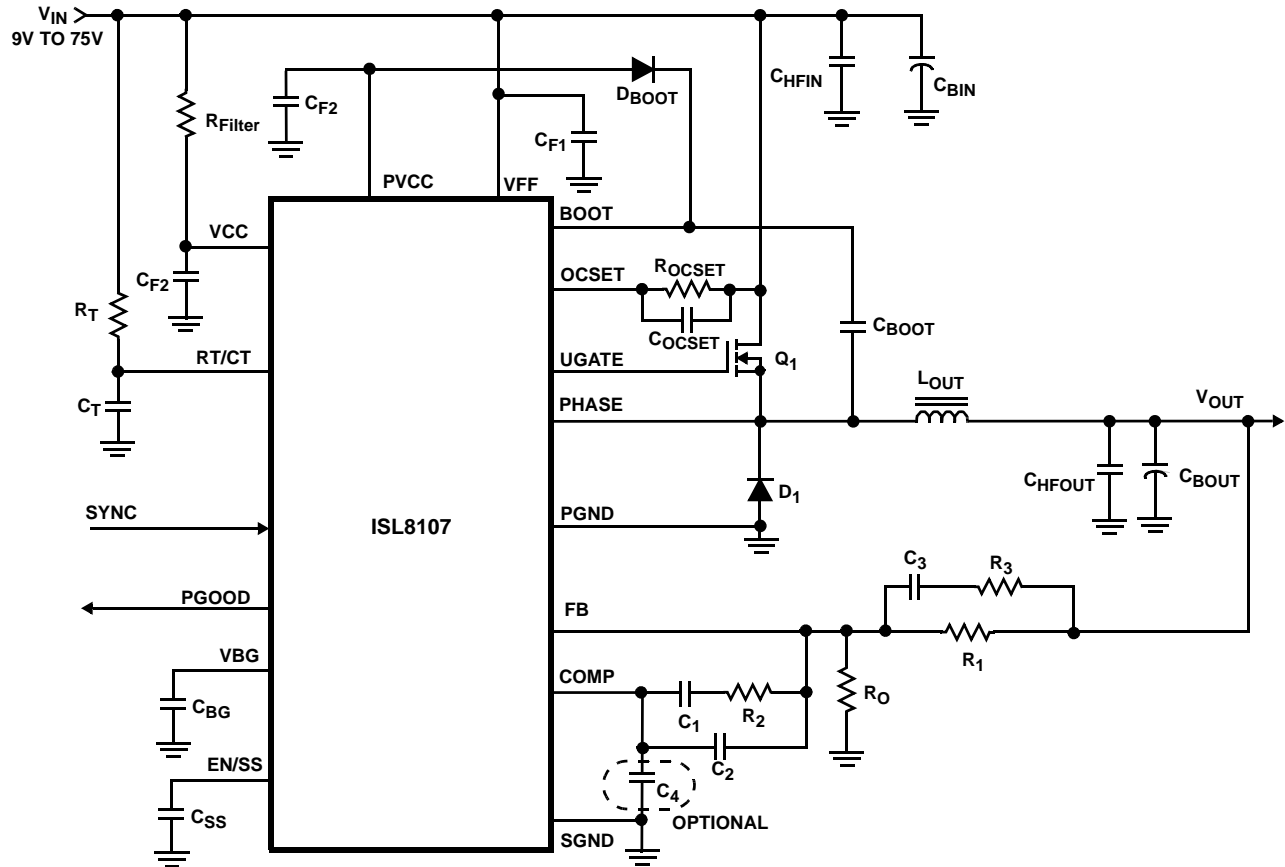 VIN
9V TO 75V
CHFIN
CBIN
DBOOT
CF2
RFilter
CF1
PVCC
VFF
BOOT
VCC
OCSET
ROCSET
CF2
RT
COCSET
CBOOT
Q1
RT/CT
UGATE
LOUT
CT
PHASE
VOUT
CHFOUT
CBOUT
D1
SYNC
ISL8107
PGND
C3
R3
PGOOD
FB
R1
VBG
COMP
CBG
C1
R2
RO
C2
EN/SS
C4
CSS
OPTIONAL
SGND